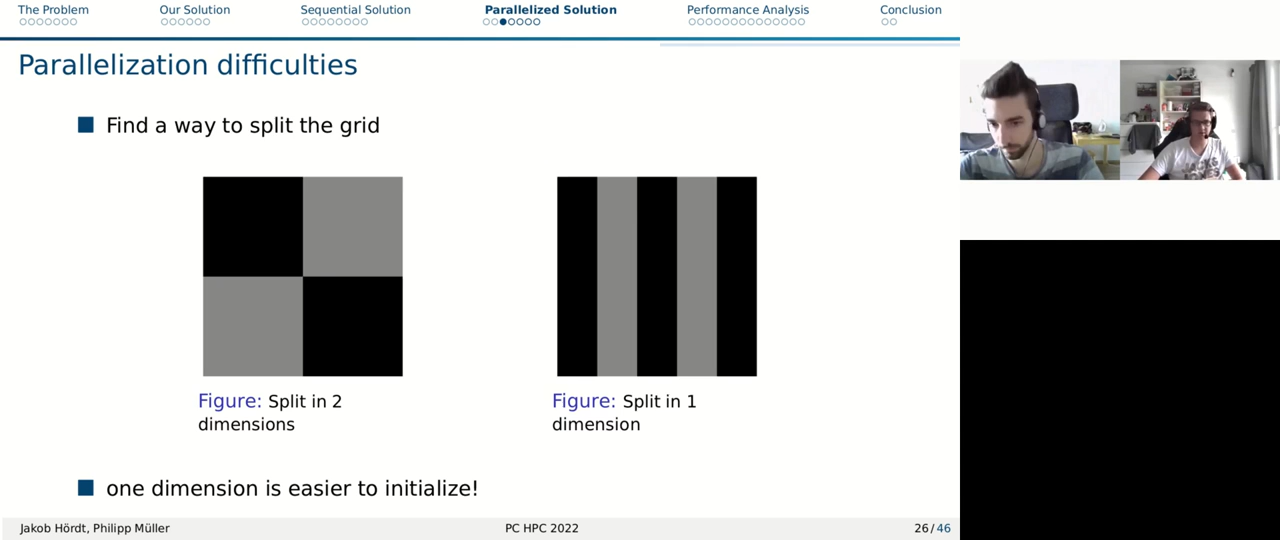 The Problem
Our Solution
Sequential Solution
Parallelized Solution
Performance Analysis
Conclusion
Parallelization difficulties
Find a way to split the grid
Figure: Split in 2
dimensions
Figure: Split in 1
dimension
one dimension is easier to initialize!
Jakob Hördt, Philipp Müller
PC HPC 2022
26 / 46